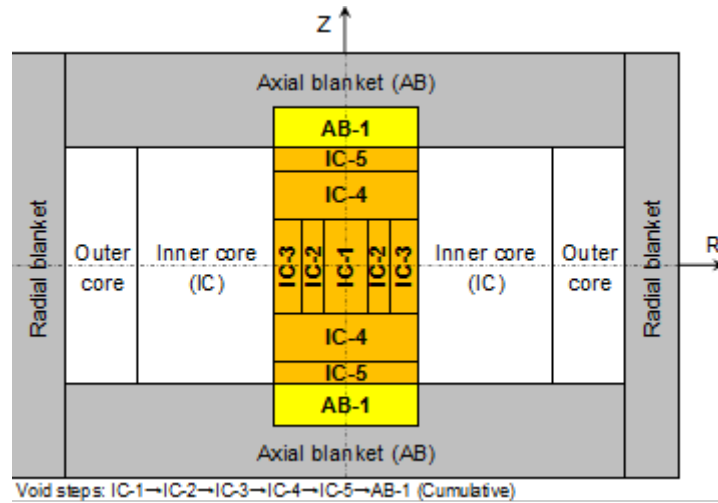 Z
Axial blanket (AB)
AB-1
IC-5
IC-4
Radial blanket
Outer core
Inner core (IC)
IC-3
IC-2
IC-1
IC-2
IC-3
Inner core (IC)
Outer core
Radial blanket
R
IC-4
IC-5
AB-1
Axial blanket (AB)
Void steps: IC-1→IC-2→IC-3→IC-4→IC-5→AB-1 (Cumulative)